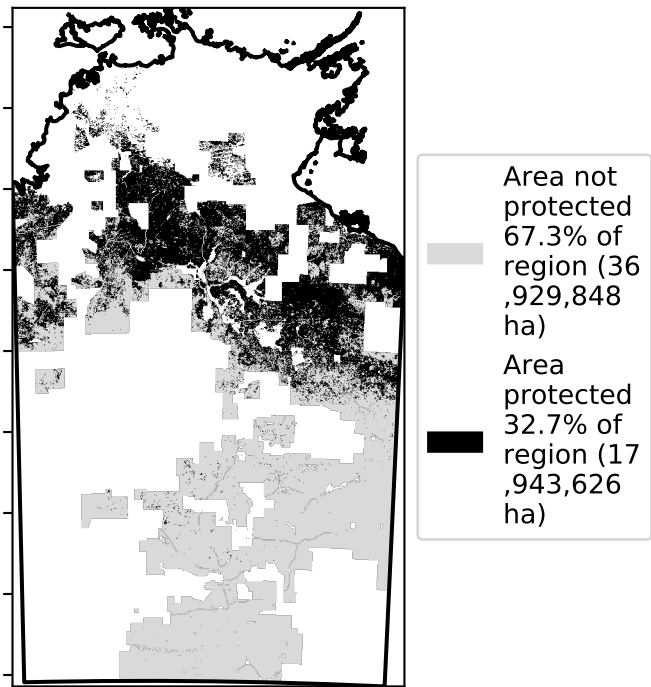 Area not
protected
67.3% of
region (36
,929,848
ha)
Area
protected
32.7% of
region (17
,943,626
ha)